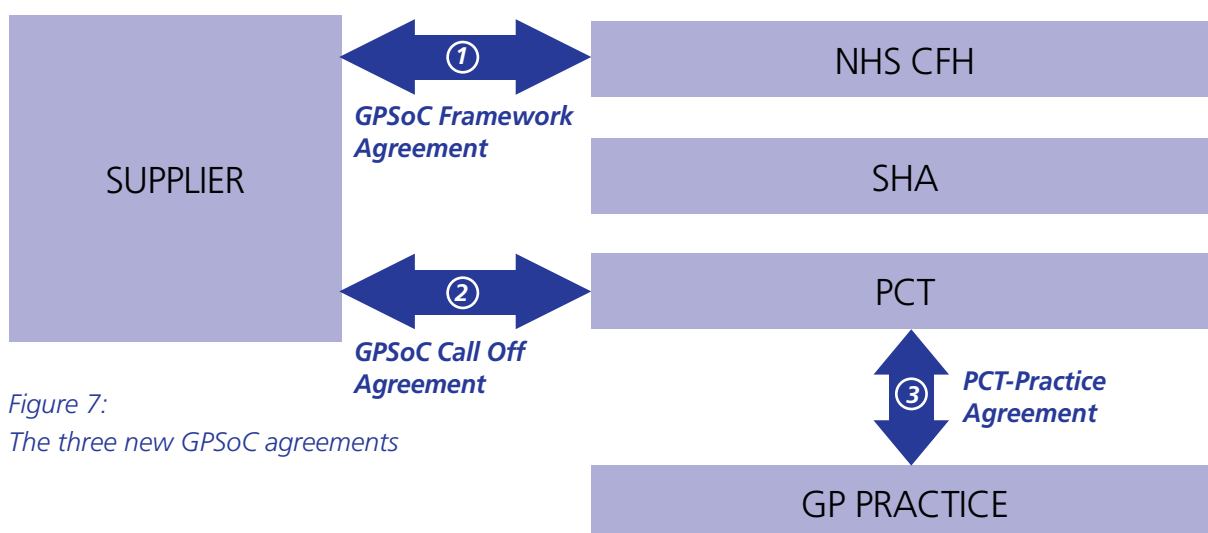 SUPPLIER
①
GPSoC Framework
Agreement
NHS CFH
SHA
②
GPSoC Call Off
Agreement
PCT
③
PCT-Practice
Agreement
GP PRACTICE
Figure 7:
The three new GPSoC agreements